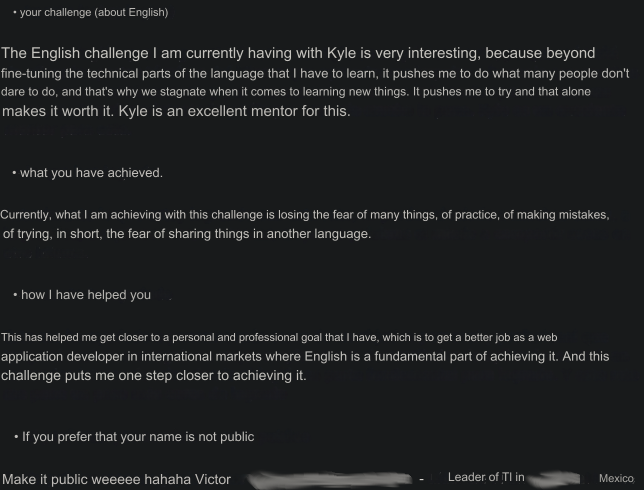 • your challenge (about English)
The English challenge I am currently having with Kyle is very interesting, because beyond
fine-tuning the technical parts of the language that I have to learn, it pushes me to do what many people don't
dare to do, and that's why we stagnate when it comes to learning new things. It pushes me to try and that alone
makes it worth it. Kyle is an excellent mentor for this.
• what you have achieved.
Currently, what I am achieving with this challenge is losing the fear of many things, of practice, of making mistakes,
of trying, in short, the fear of sharing things in another language.
• how I have helped you
This has helped me get closer to a personal and professional goal that I have, which is to get a better job as a web
application developer in international markets where English is a fundamental part of achieving it. And this
challenge puts me one step closer to achieving it.
• If you prefer that your name is not public
Make it public weeeee hahaha Victor - Leader of TI in Mexico